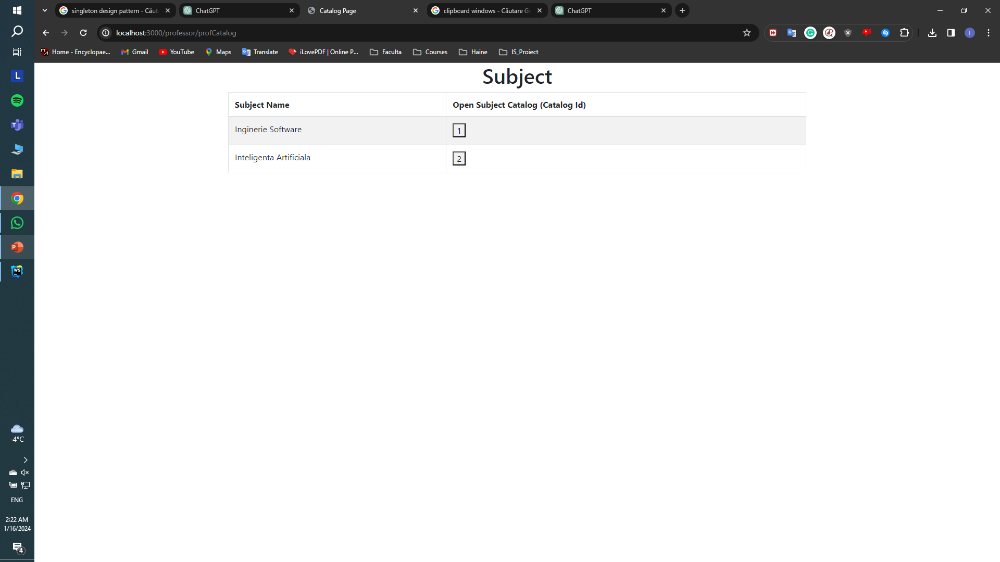 singleton design pattern - Căut
ChatGPT
Catalog Page
clipboard windows - Căutare Go
ChatGPT
localhost:3000/professor/profCatalog
Home - Encyclopae...
Gmail
YouTube
Maps
Translate
iLovePDF | Online P...
Faculta
Courses
Haine
IS_Proiect
Subject
Subject Name
Open Subject Catalog (Catalog Id)
Inginerie Software
1
Inteligenta Artificiala
2
L
T
P
WS
-4°C
ENG
2:22 AM
1/16/2024
4
I